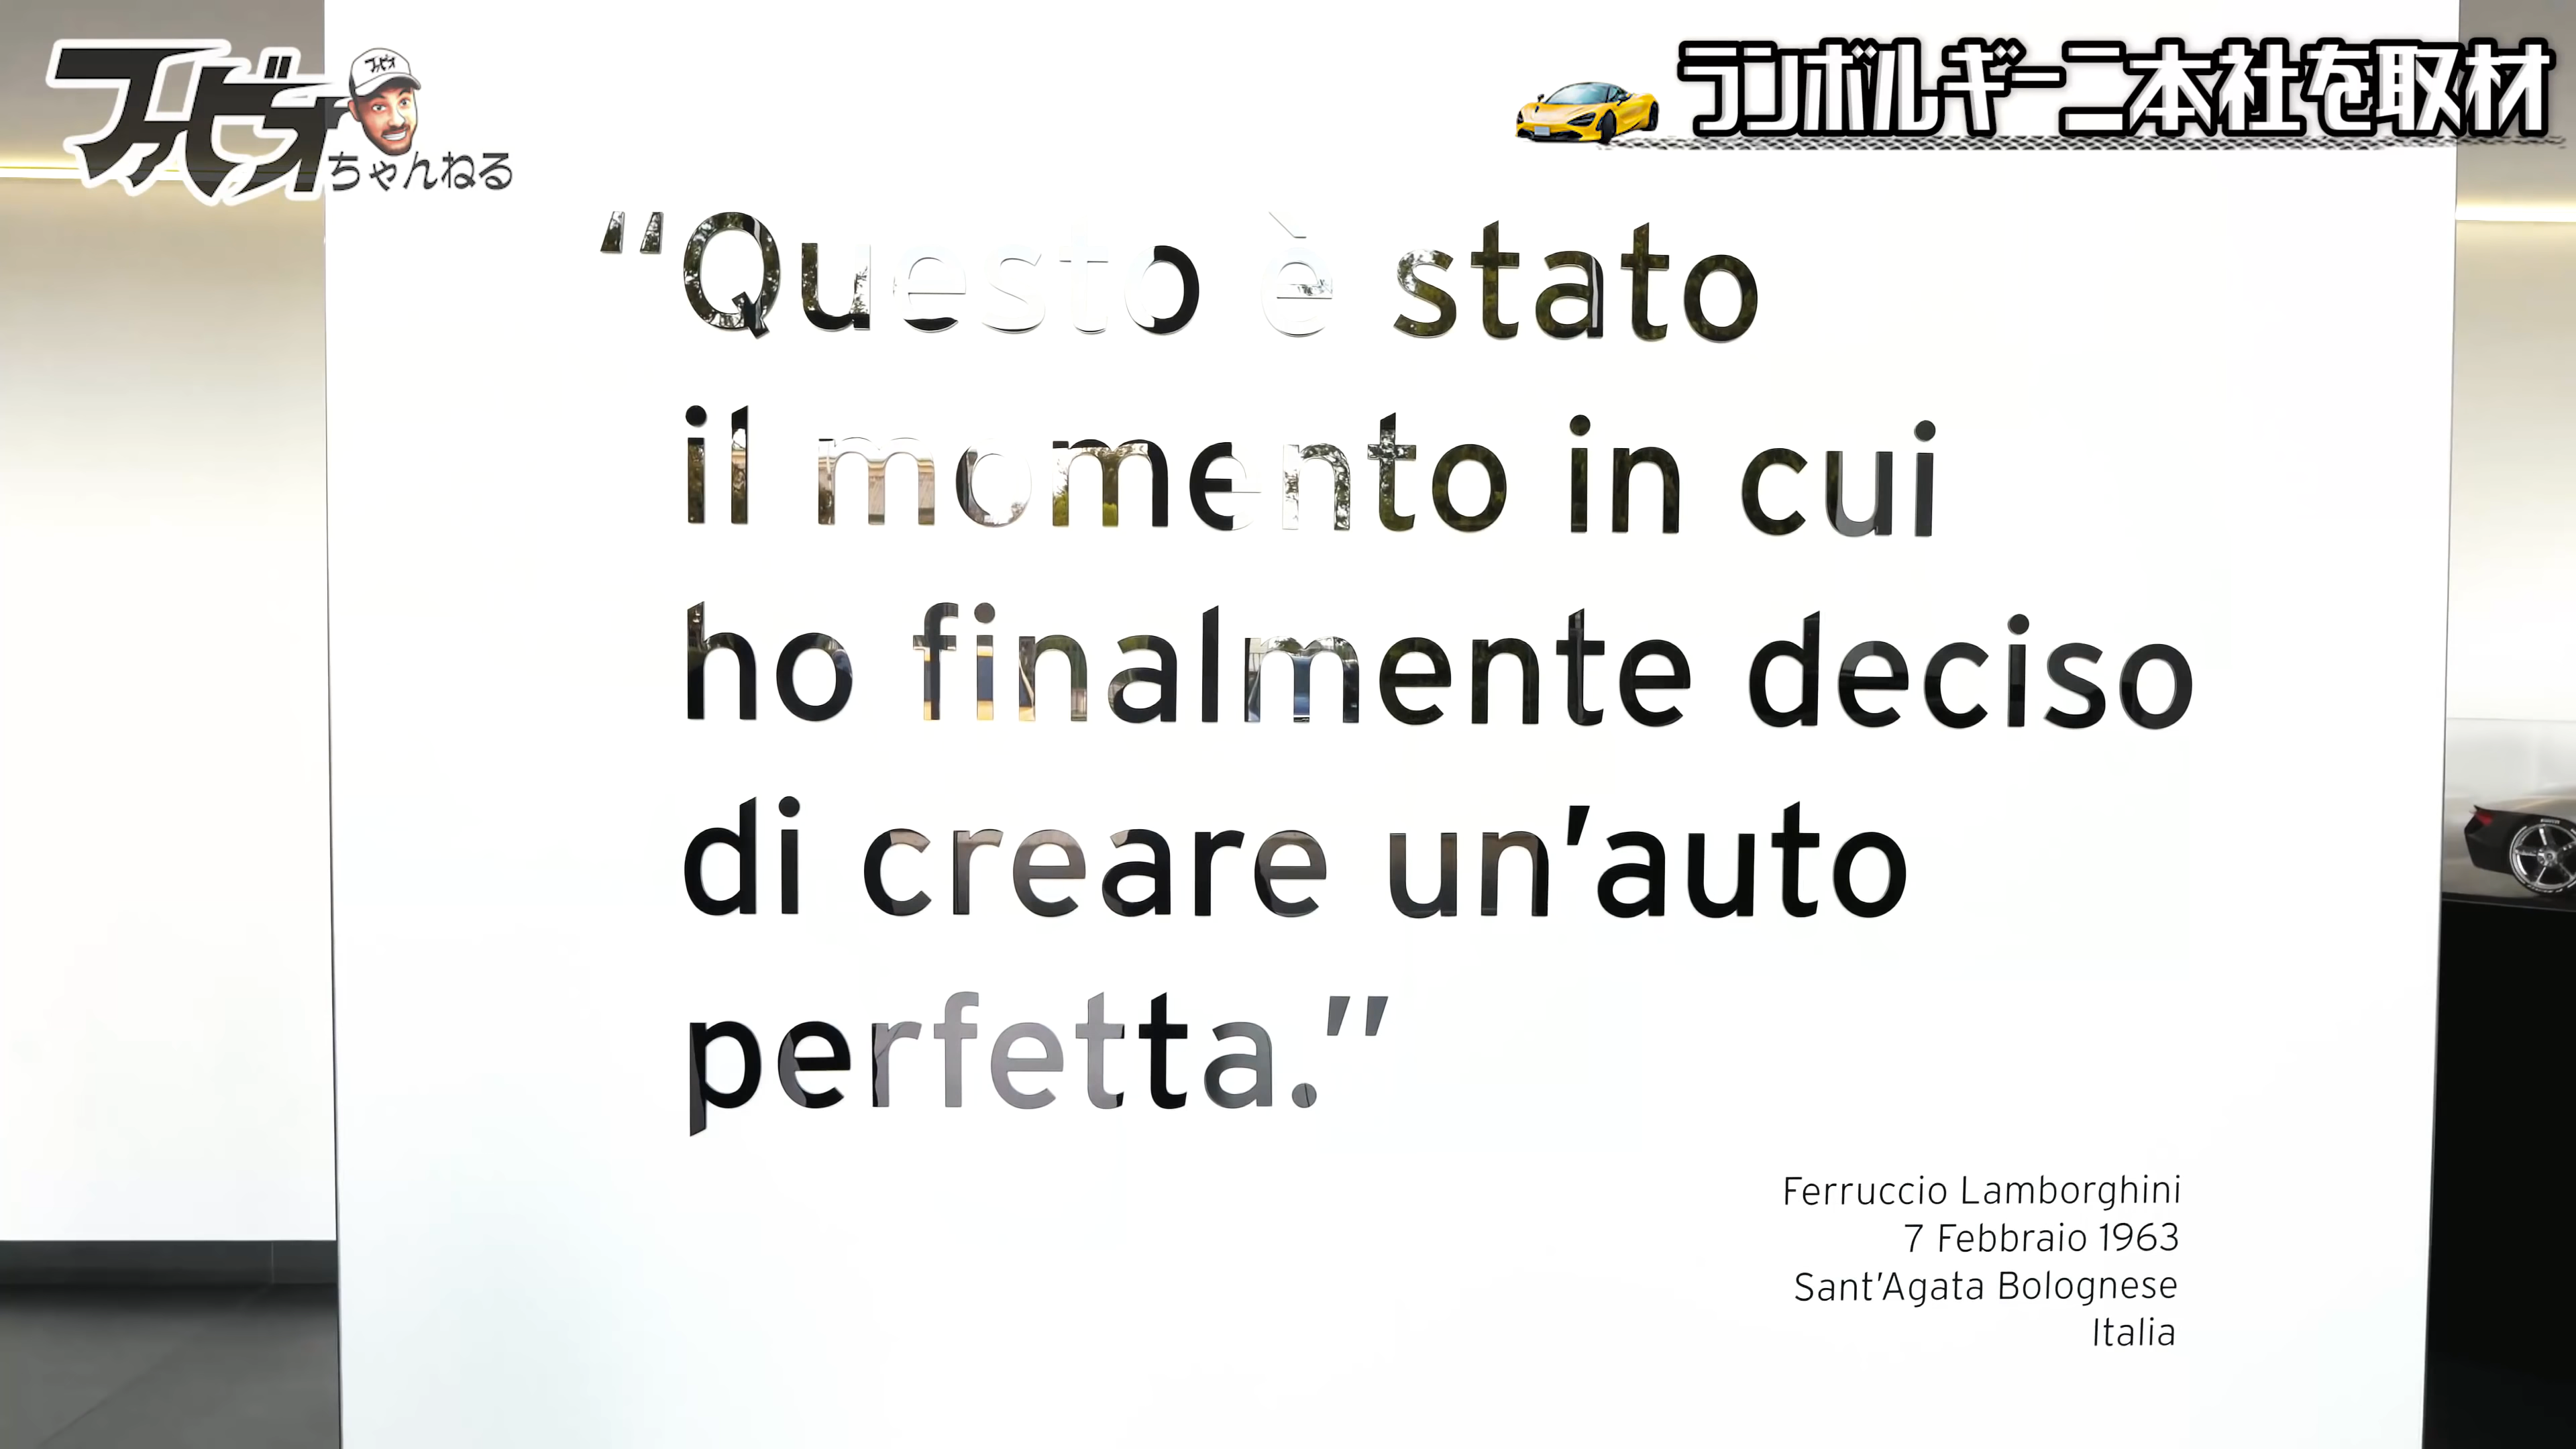 ファビオ
ちゃんねる
ランボルギーニ本社を取材
“Questo è stato
il momento in cui
ho finalmente deciso
di creare un'auto
perfetta.”
Ferruccio Lamborghini
7 Febbraio 1963
Sant'Agata Bolognese
Italia